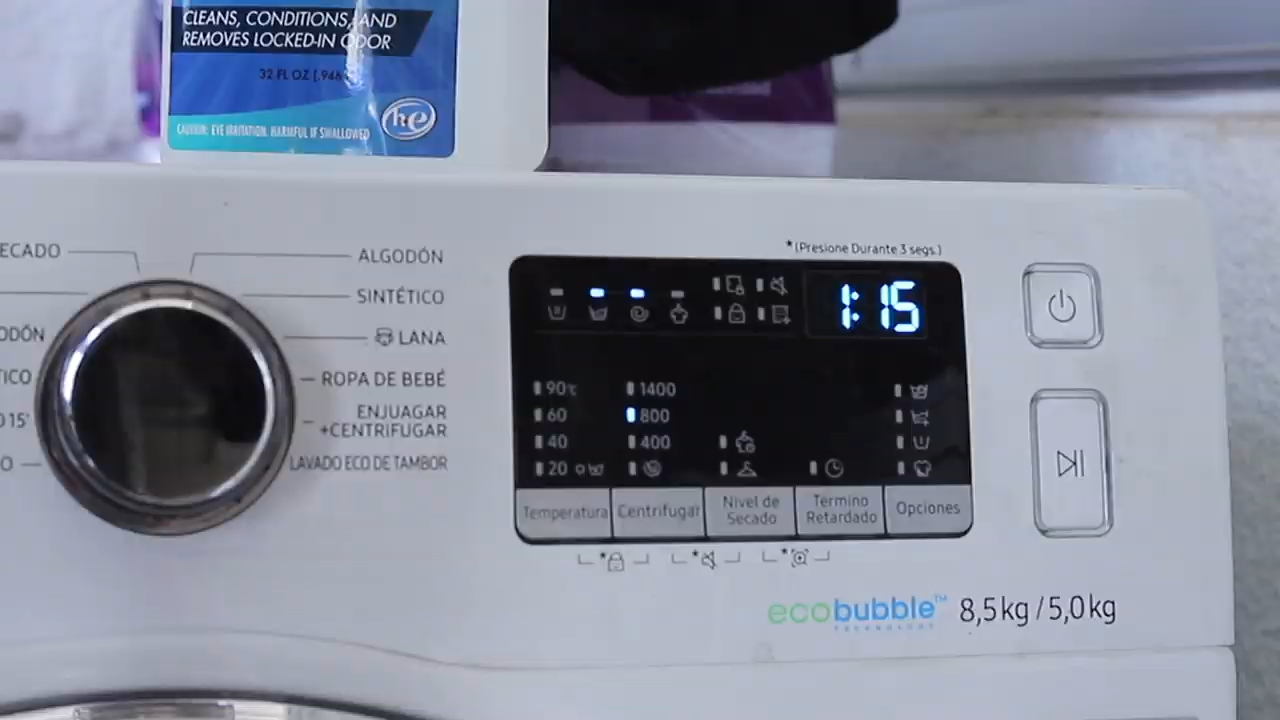 CLEANS, CONDITIONS, AND
REMOVES LOCKED-IN ODOR
32 FL OZ (.946
CAUTION: EYE IRRITATION. HARMFUL IF SWALLOWED
he
ECADO
ALGODÓN
SINTÉTICO
LANA
ROPA DE BEBÉ
ENJUAGAR
+CENTRIFUGAR
LAVADO ECO DE TAMBOR
ODÓN
TICO
O 15'
O
*(Presione Durante 3 segs.)
1:15
90℃
60
40
20
1400
800
400
Temperatura
Centrifugar
Nivel de
Secado
Termino
Retardado
Opciones
ecobubble™
TECHNOLOGY
8,5kg/5,0kg